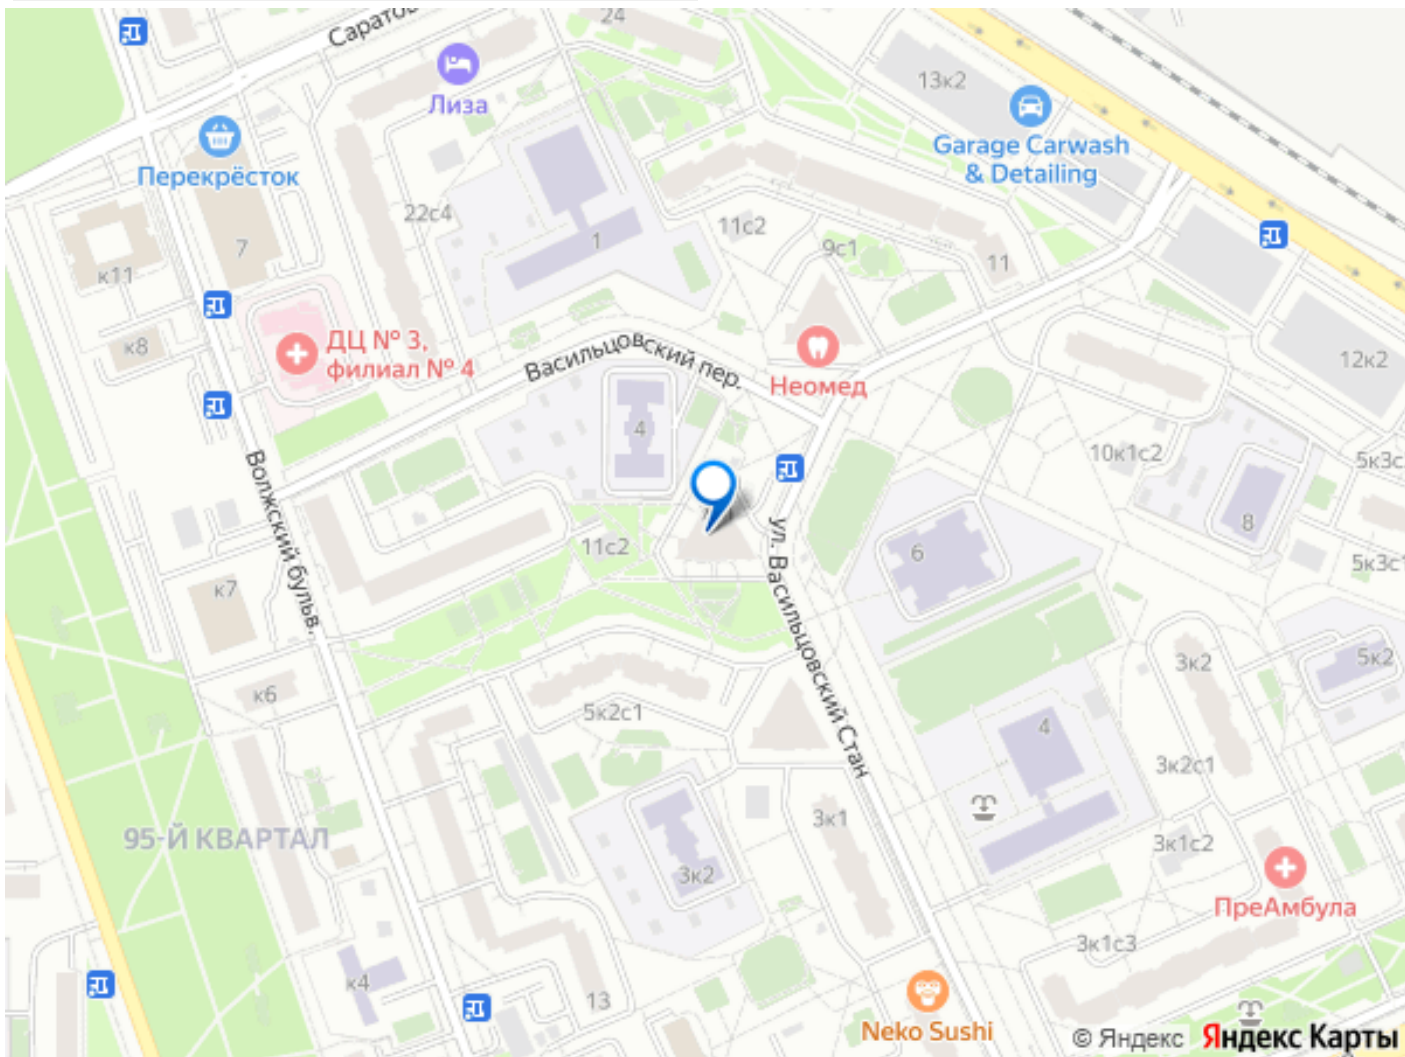 24
Сарато
Лиза
13к2
Garage Carwash
& Detailing
Перекрёсток
22с4
11с2
1
9с1
7
к11
11
ДЦ № 3,
филиал № 4
к8
Васильцовский пер.
Неомед
12к2
4
10к1с2
5к3с
Волжский бульв.
8
ул. Васильцовский Стан
11с2
6
5к3с1
к7
3к2
5к2
к6
5к2с1
4
3к2с1
95-Й КВАРТАЛ
3к1
3к1с2
3к2
ПреАмбула
3к1с3
к4
13
Neko Sushi
© Яндекс Яндекс Карты